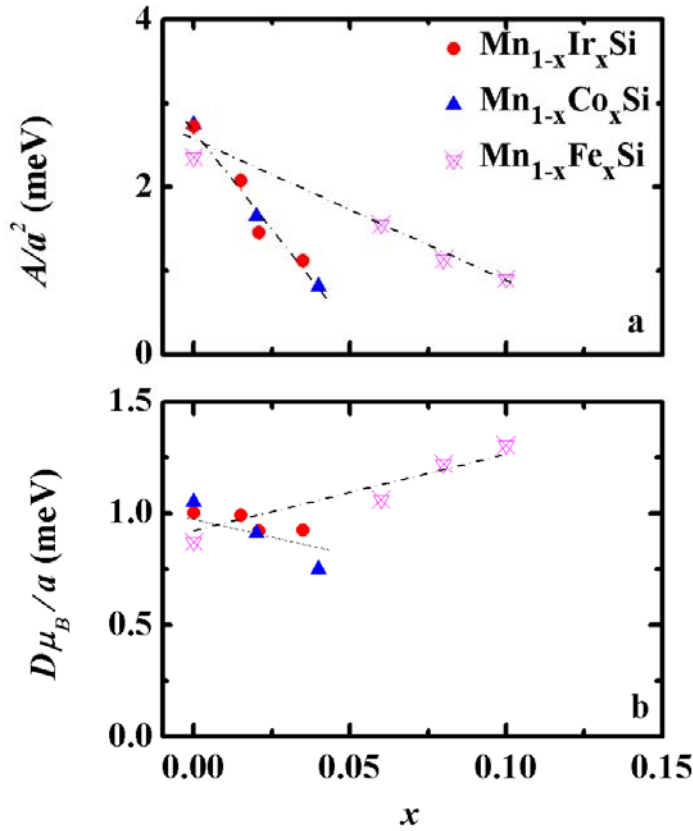 Mn₁₋ₓIrₓSi
Mn₁₋ₓCoₓSi
Mn₁₋ₓFeₓSi
A/a² (meV)
4
2
0
a
Dμ_B/a (meV)
1.5
1.0
0.5
0.0
b
0.00 0.05 0.10 0.15
x